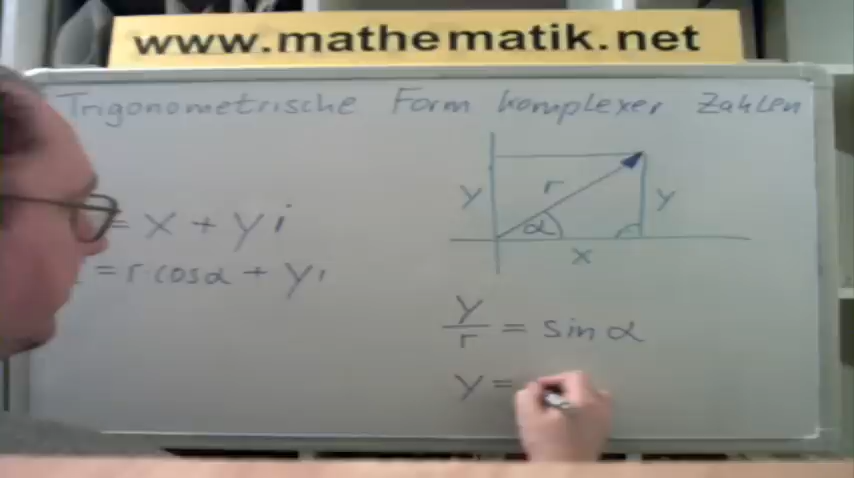 www.mathematik.net
Trigonometrische Form komplexer Zahlen
y r y
α
x
= x + yi
= r cosα + yi
y/r = sin α
y =